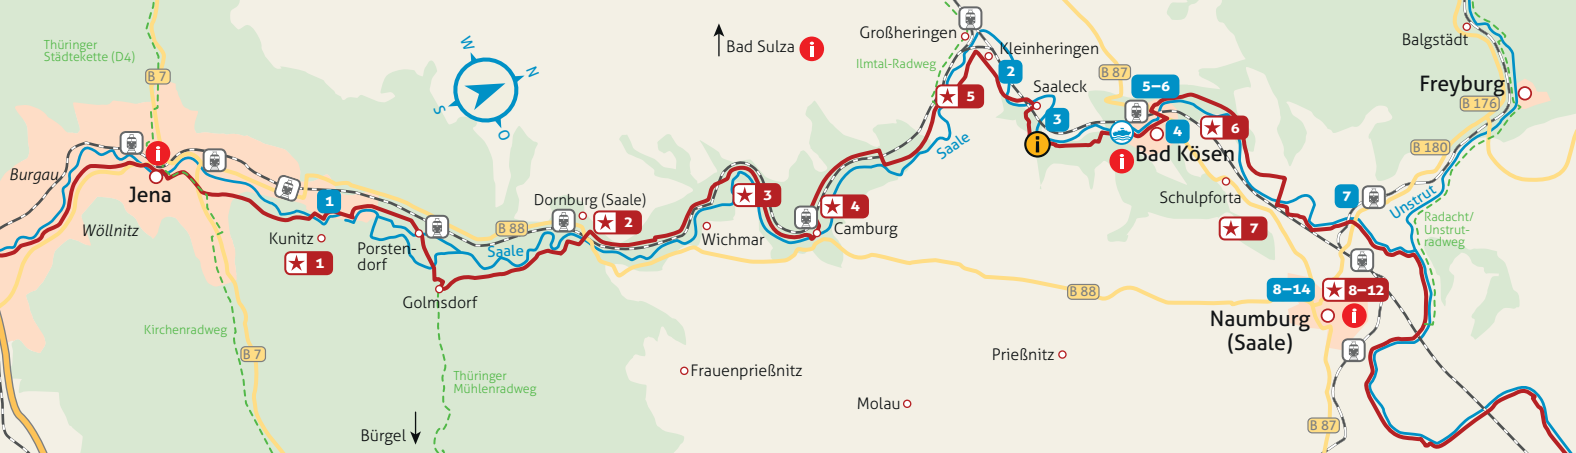 Thüringer
Städtekette (D4)
B 7
W
N
S
O
Bad Sulza
i
Großheringen
Kleinheringen
Ilmtal-Radweg
2
Saaleck
B 87
5–6
Balgstädt
Freyburg
B 176
5
3
4
6
i
i
Bad Kösen
Saale
B 180
Burgau
i
Jena
Wöllnitz
1
Kunitz
1
Porsten-
dorf
Golmsdorf
B 88
Saale
Dornburg (Saale)
2
3
Wichmar
4
Camburg
Schulpforta
7
7
Unstrut
Radacht/
Unstrut-
radweg
B 88
8–14
8–12
Naumburg
(Saale)
i
Kirchenradweg
B 7
Thüringer
Mühlenradweg
Bürgel
Frauenprießnitz
Prießnitz
Molau
B 87